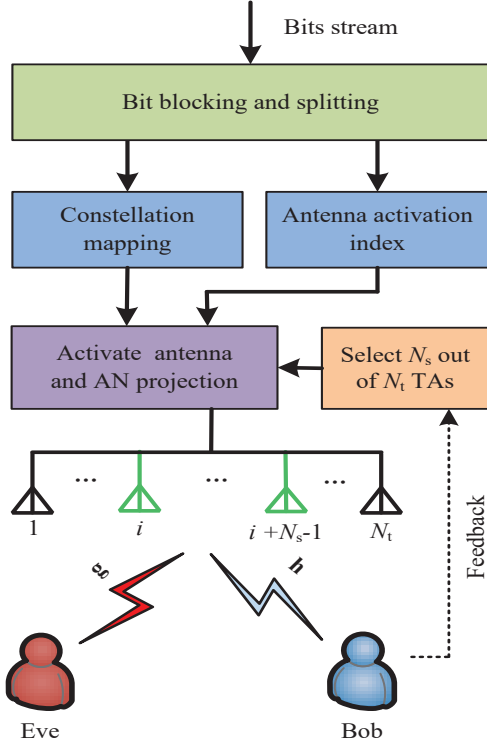 Bits stream
Bit blocking and splitting
Constellation
mapping
Antenna activation
index
Activate antenna
and AN projection
Select Ns out
of Nt TAs
... ... ... ...
1 i i +Ns-1 Nt
Feedback
g h
Eve Bob